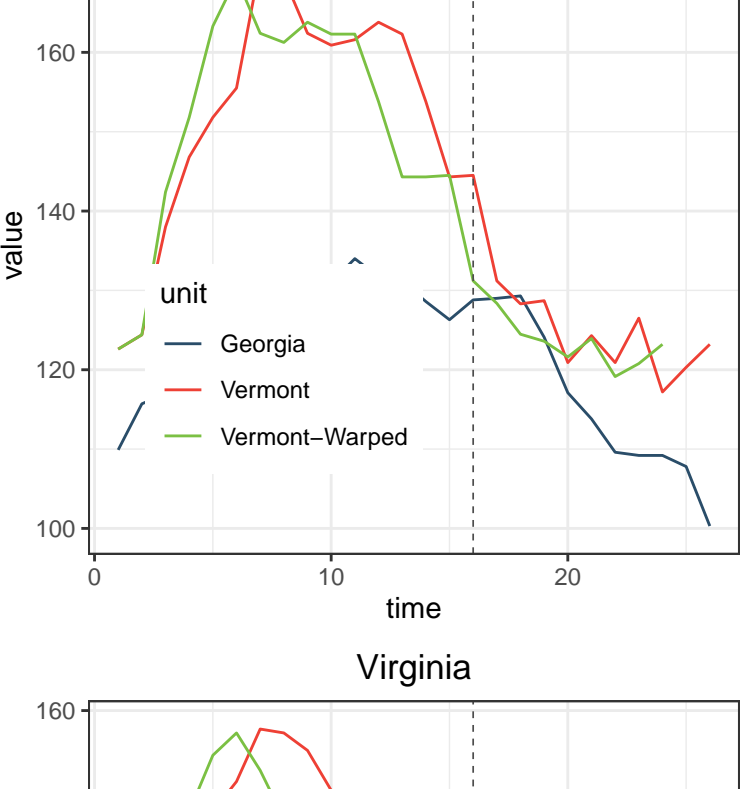 160
140
120
100
value
unit
Georgia
Vermont
Vermont–Warped
0 10 20
time
Virginia
160